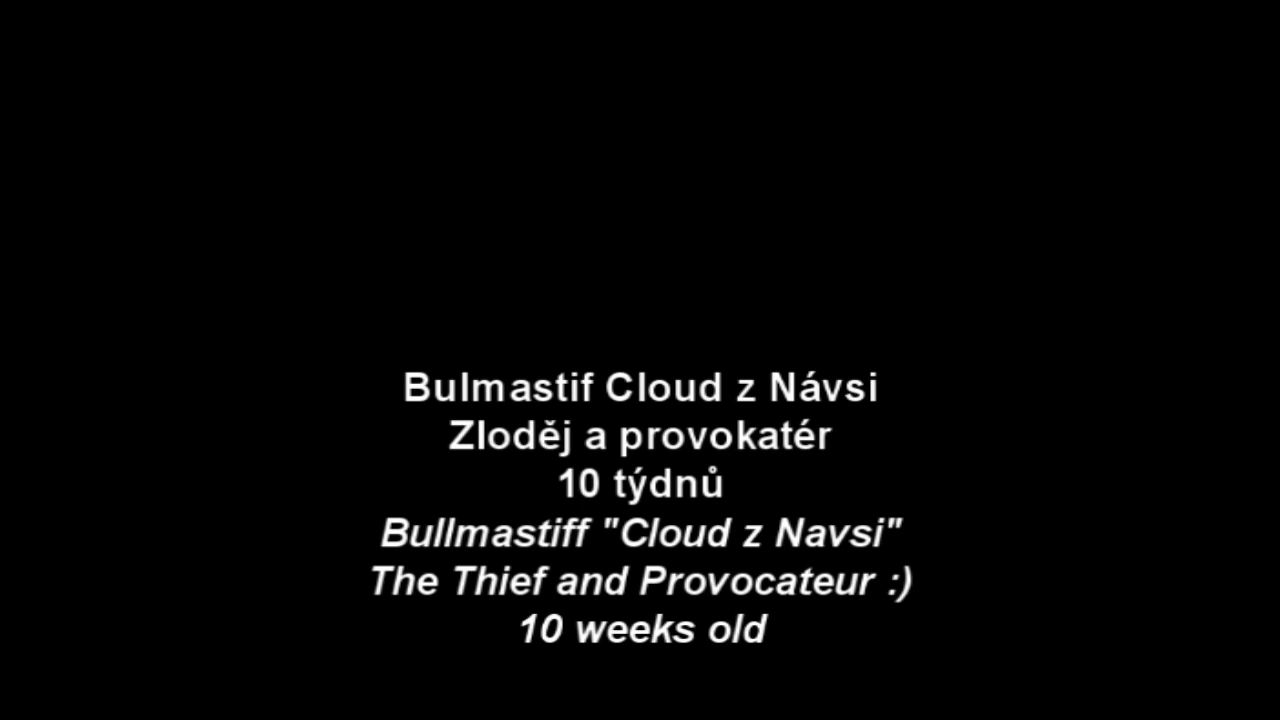 Bulmastif Cloud z Návsi
Zloděj a provokatér
10 týdnů
Bullmastiff "Cloud z Navsi"
The Thief and Provocateur :)
10 weeks old